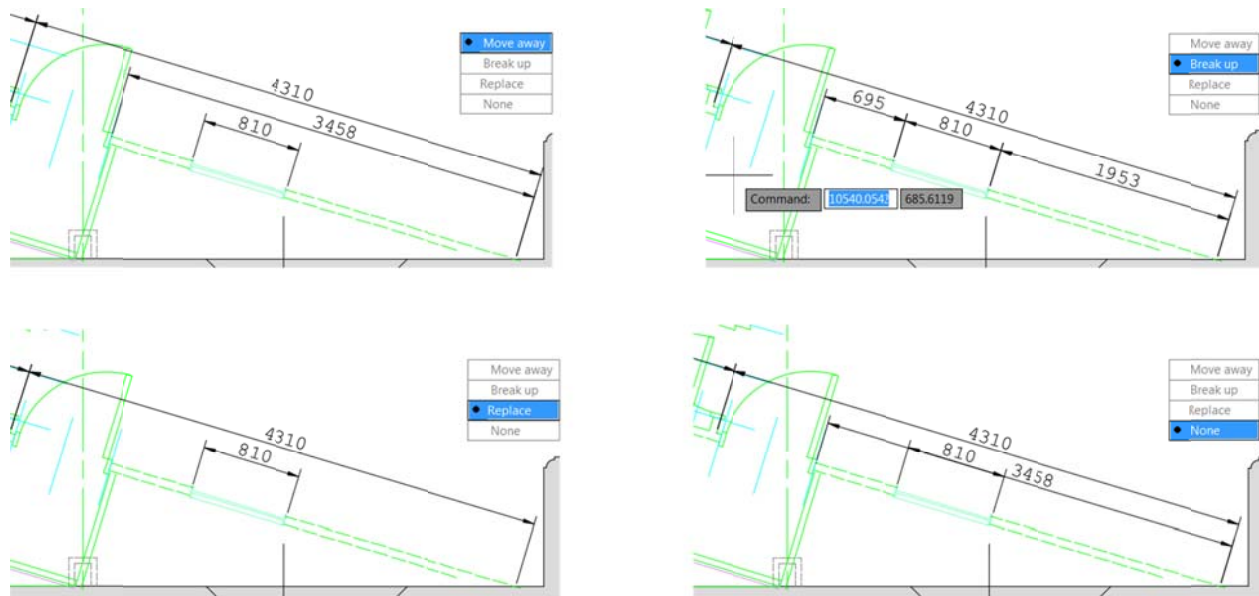 4310
3458
810
Move away
Break up
Replace
None
695
4310
810
1953
Move away
Break up
Replace
None
Command: 10540.0543 685.6119
4310
810
Move away
Break up
Replace
None
4310
810
3458
Move away
Break up
Replace
None